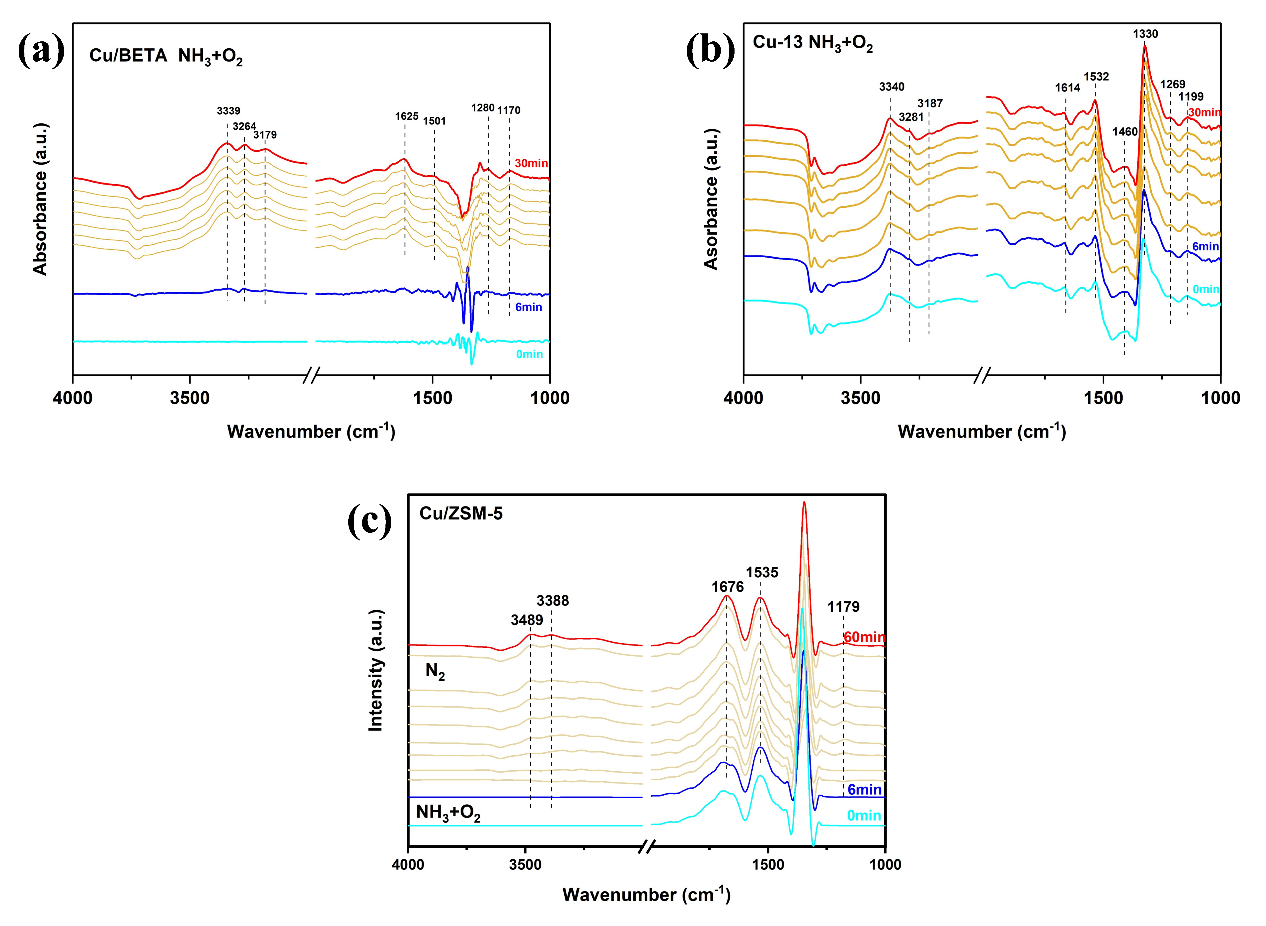 (a)
Cu/BETA NH3+O2
3339
3264
3179
1625
1501
1280
1170
30min
6min
0min
4000
3500
1500
1000
Wavenumber (cm-1)
Absorbance (a.u.)
(b)
Cu-13 NH3+O2
3340
3281
3187
1614
1532
1460
1330
1269
1199
30min
6min
0min
4000
3500
1500
1000
Wavenumber (cm-1)
Asorbance (a.u.)
(c)
Cu/ZSM-5
3489
3388
1676
1535
1179
60min
N2
6min
NH3+O2
0min
4000
3500
1500
1000
Wavenumber (cm-1)
Intensity (a.u.)